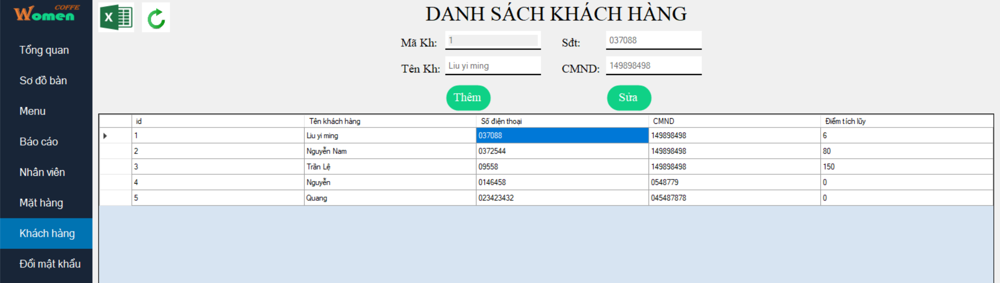 COFFE
Women
Tổng quan
Sơ đồ bàn
Menu
Báo cáo
Nhân viên
Mặt hàng
Khách hàng
Đổi mật khẩu
X
DANH SÁCH KHÁCH HÀNG
Mã Kh: 1 Sđt: 037088
Tên Kh: Liu yi ming CMND: 149898498
Thêm Sửa
id Tên khách hàng Số điện thoại CMND Điểm tích lũy
1 Liu yi ming 037088 149898498 6
2 Nguyễn Nam 0372544 149898498 80
3 Trần Lệ 09558 149898498 150
4 Nguyễn 0146458 0548779 0
5 Quang 023423432 045487878 0